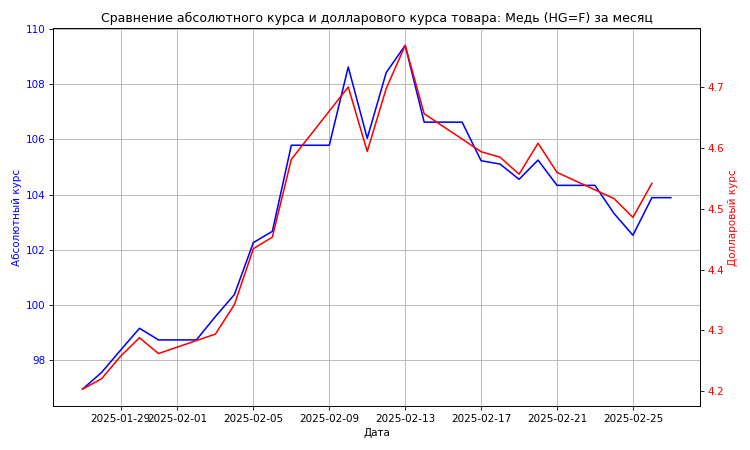 Сравнение абсолютного курса и долларового курса товара: Медь (HG=F) за месяц
110
108
106
104
102
100
98
Абсолютный курс
4.7
4.6
4.5
4.4
4.3
4.2
Долларовый курс
2025-01-29 2025-02-01 2025-02-05 2025-02-09 2025-02-13 2025-02-17 2025-02-21 2025-02-25
Дата